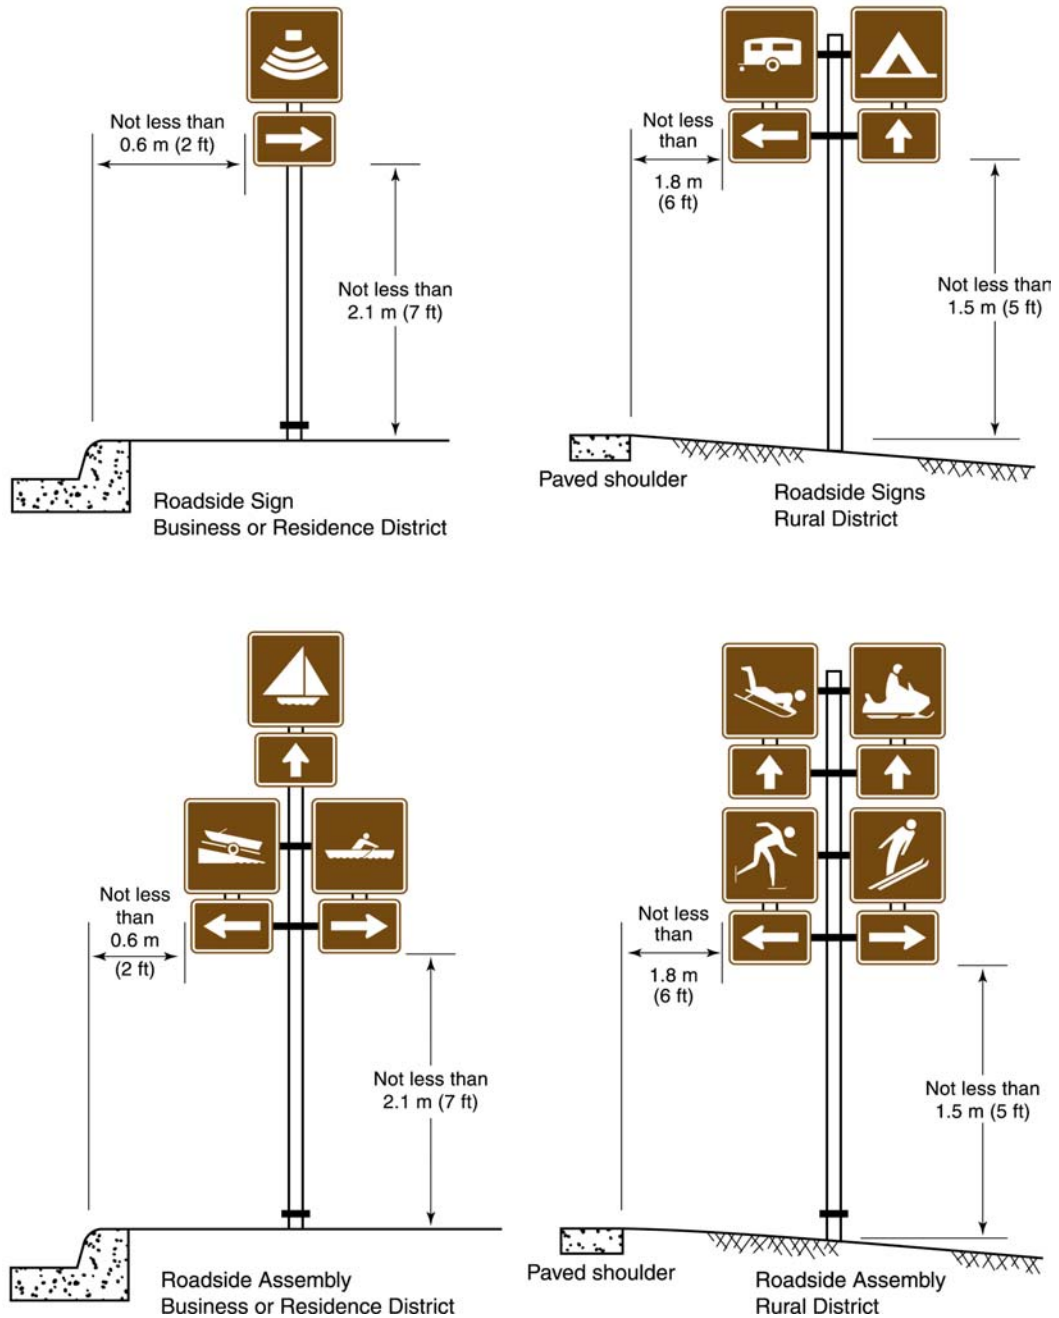 Not less than
0.6 m (2 ft)
Not less than
2.1 m (7 ft)
Roadside Sign
Business or Residence District
Not less
than
1.8 m
(6 ft)
Not less than
1.5 m (5 ft)
Paved shoulder
Roadside Signs
Rural District
Not less
than
0.6 m
(2 ft)
Not less than
2.1 m (7 ft)
Roadside Assembly
Business or Residence District
Not less
than
1.8 m
(6 ft)
Not less than
1.5 m (5 ft)
Paved shoulder
Roadside Assembly
Rural District